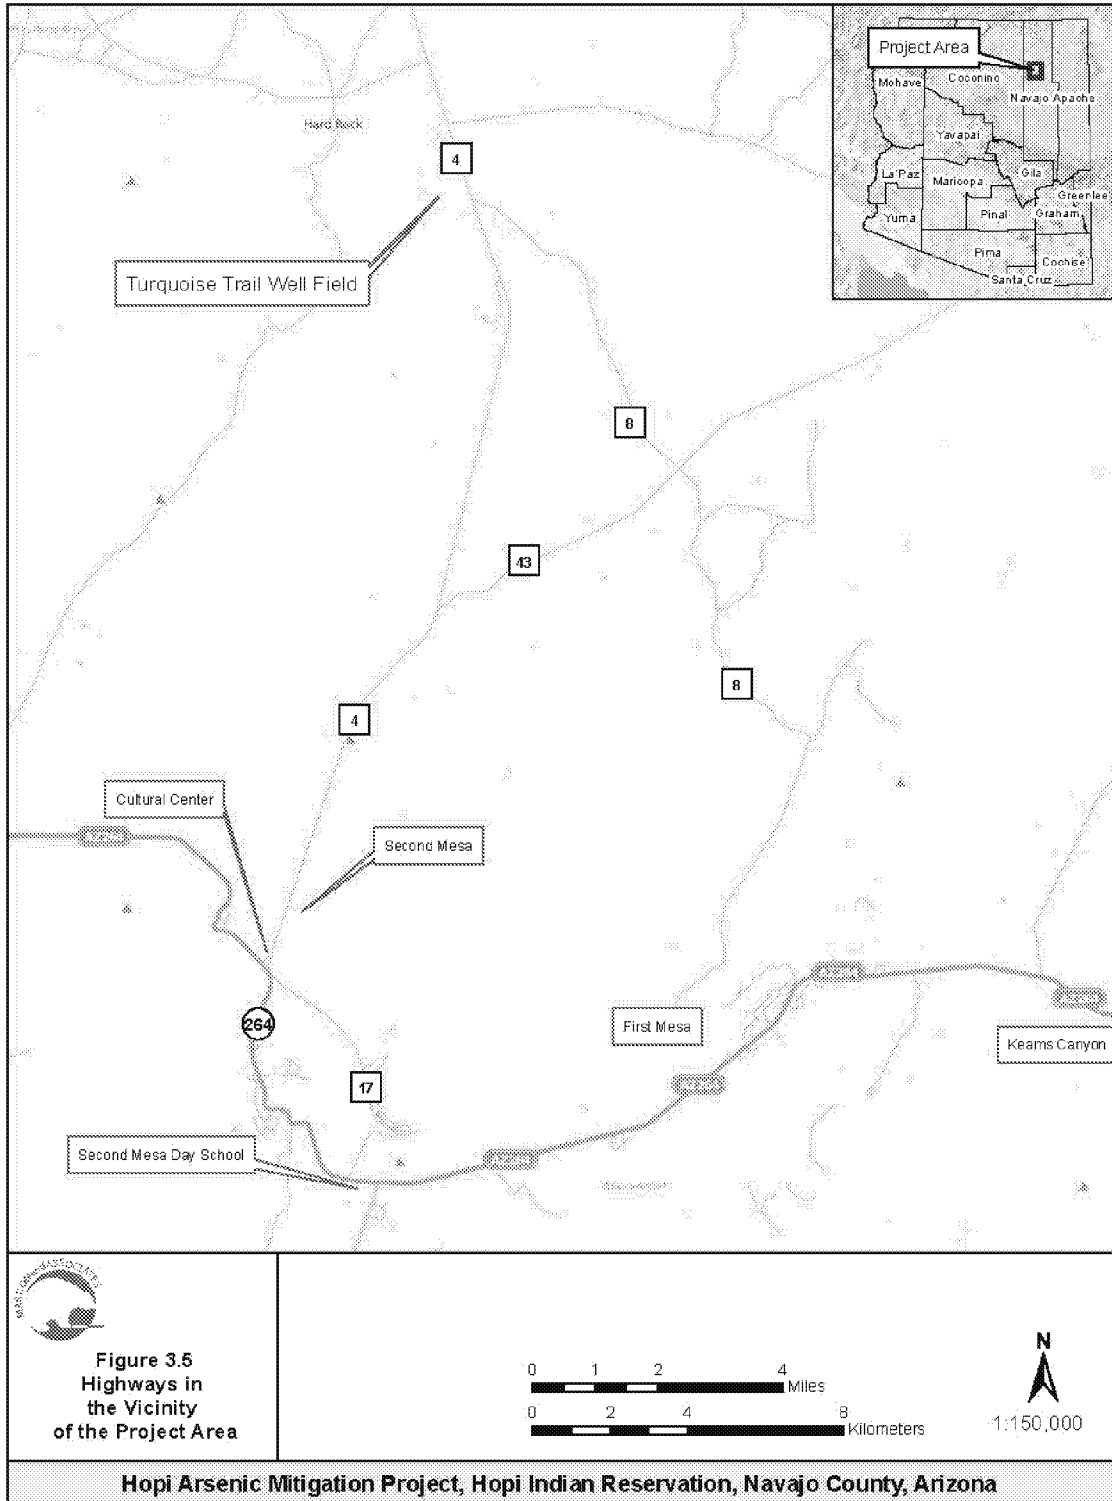 Project Area
Mohave
Coconino
Navajo
Apache
Yavapai
La Paz
Maricopa
Gila
Greenlee
Yuma
Pinal
Graham
Pima
Cochise
Santa Cruz
Hard Rock
4
Turquoise Trail Well Field
8
43
8
4
Cultural Center
Second Mesa
264
First Mesa
Keams Canyon
17
Second Mesa Day School
Figure 3.5
Highways in
the Vicinity
of the Project Area
0 1 2 4
Miles
0 2 4 8
Kilometers
N
1:150,000
Hopi Arsenic Mitigation Project, Hopi Indian Reservation, Navajo County, Arizona